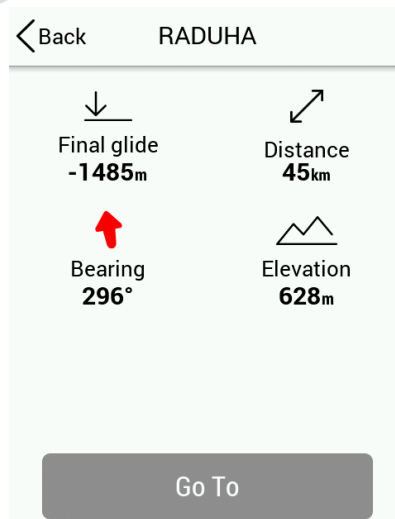 Back RADUHA
Final glide Distance
-1485m 45km
Bearing Elevation
296° 628m
Go To